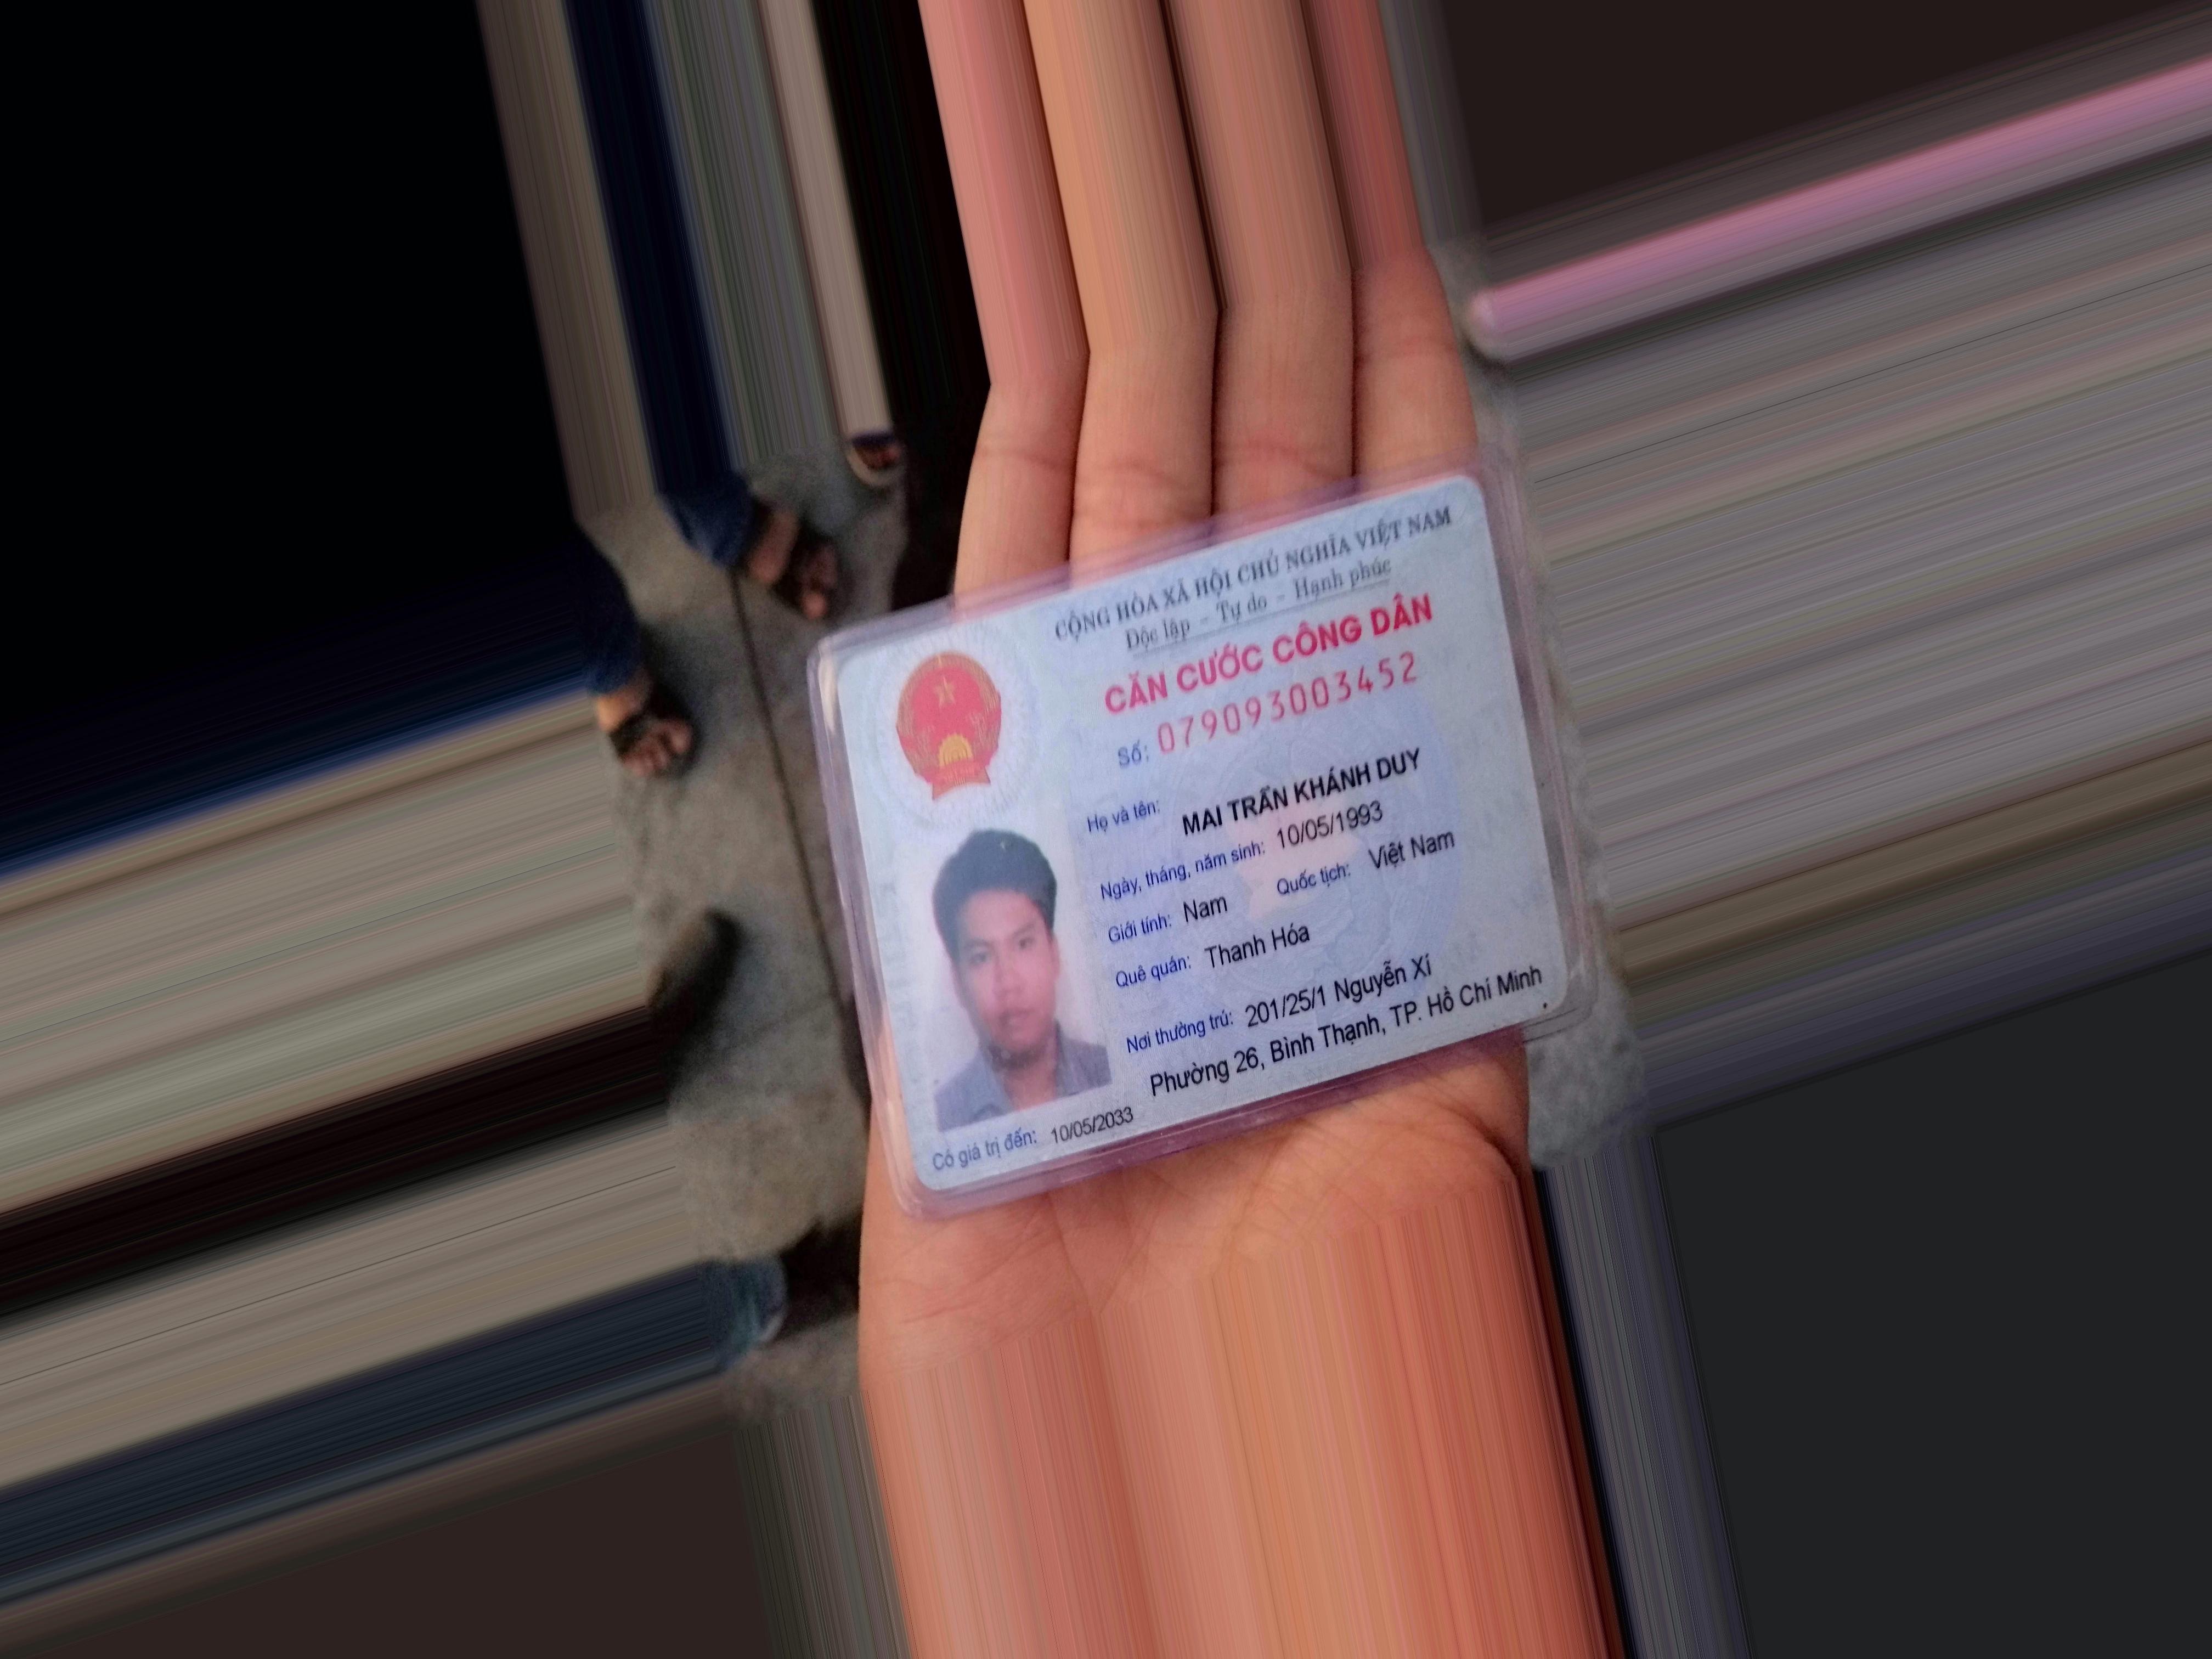 CỘNG HÒA XÃ HỘI CHỦ NGHĨA VIỆT NAM
Độc lập - Tự do - Hạnh phúc
CĂN CƯỚC CÔNG DÂN
Số: 079093003452
Họ và tên: MAI TRẦN KHÁNH DUY
Ngày, tháng, năm sinh: 10/05/1993
Giới tính: Nam Quốc tịch: Việt Nam
Quê quán: Thanh Hóa
Nơi thường trú: 201/25/1 Nguyễn Xí
Phường 26, Bình Thạnh, TP. Hồ Chí Minh
Có giá trị đến: 10/05/2033